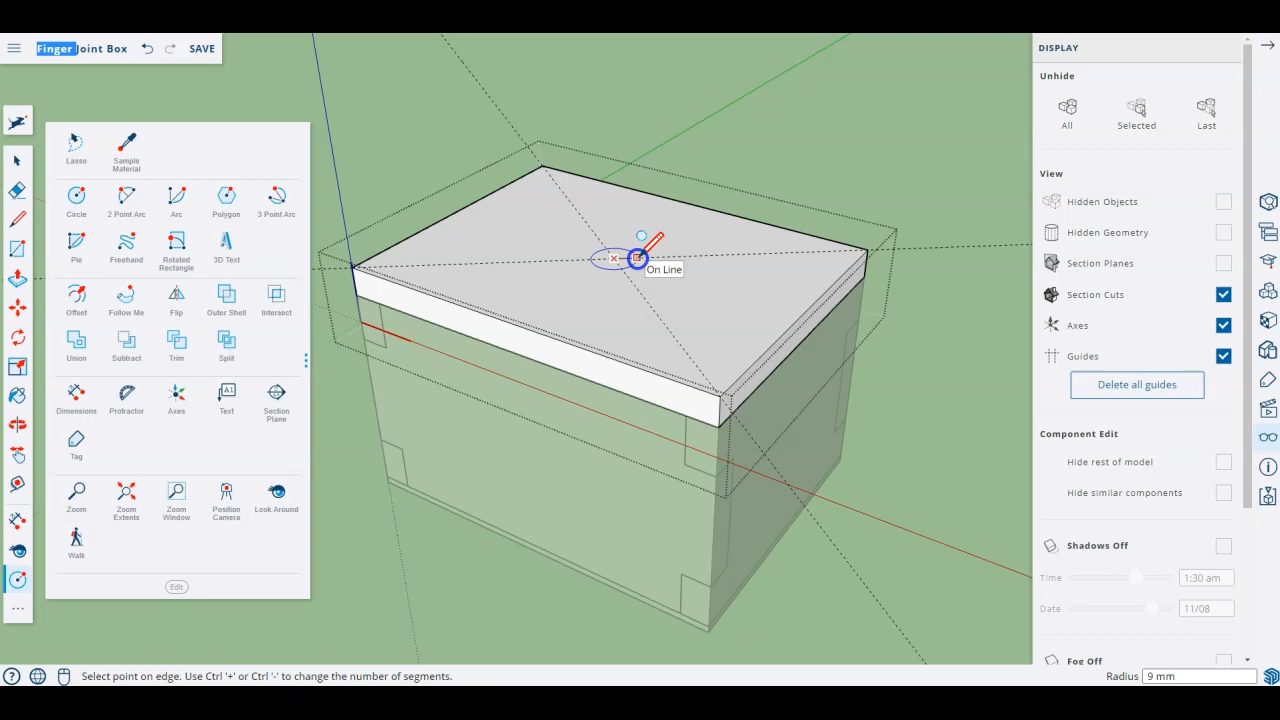 Finger Joint Box SAVE
Lasso
Sample Material
Circle
2 Point Arc
Arc
Polygon
3 Point Arc
Pie
Freehand
Rotated Rectangle
3D Text
Offset
Follow Me
Flip
Outer Shell
Intersect
Union
Subtract
Trim
Split
Dimensions
Protractor
Axes
A1
Text
Section Plane
Tag
Zoom
Zoom Extents
Zoom Window
Position Camera
Look Around
Walk
Edit
On Line
DISPLAY
Unhide
All
Selected
Last
View
Hidden Objects
Hidden Geometry
Section Planes
Section Cuts
Axes
Guides
Delete all guides
Component Edit
Hide rest of model
Hide similar components
Shadows Off
Time 1:30 am
Date 11/08
Fog Off
Select point on edge. Use Ctrl '+' or Ctrl '-' to change the number of segments.
Radius 9 mm